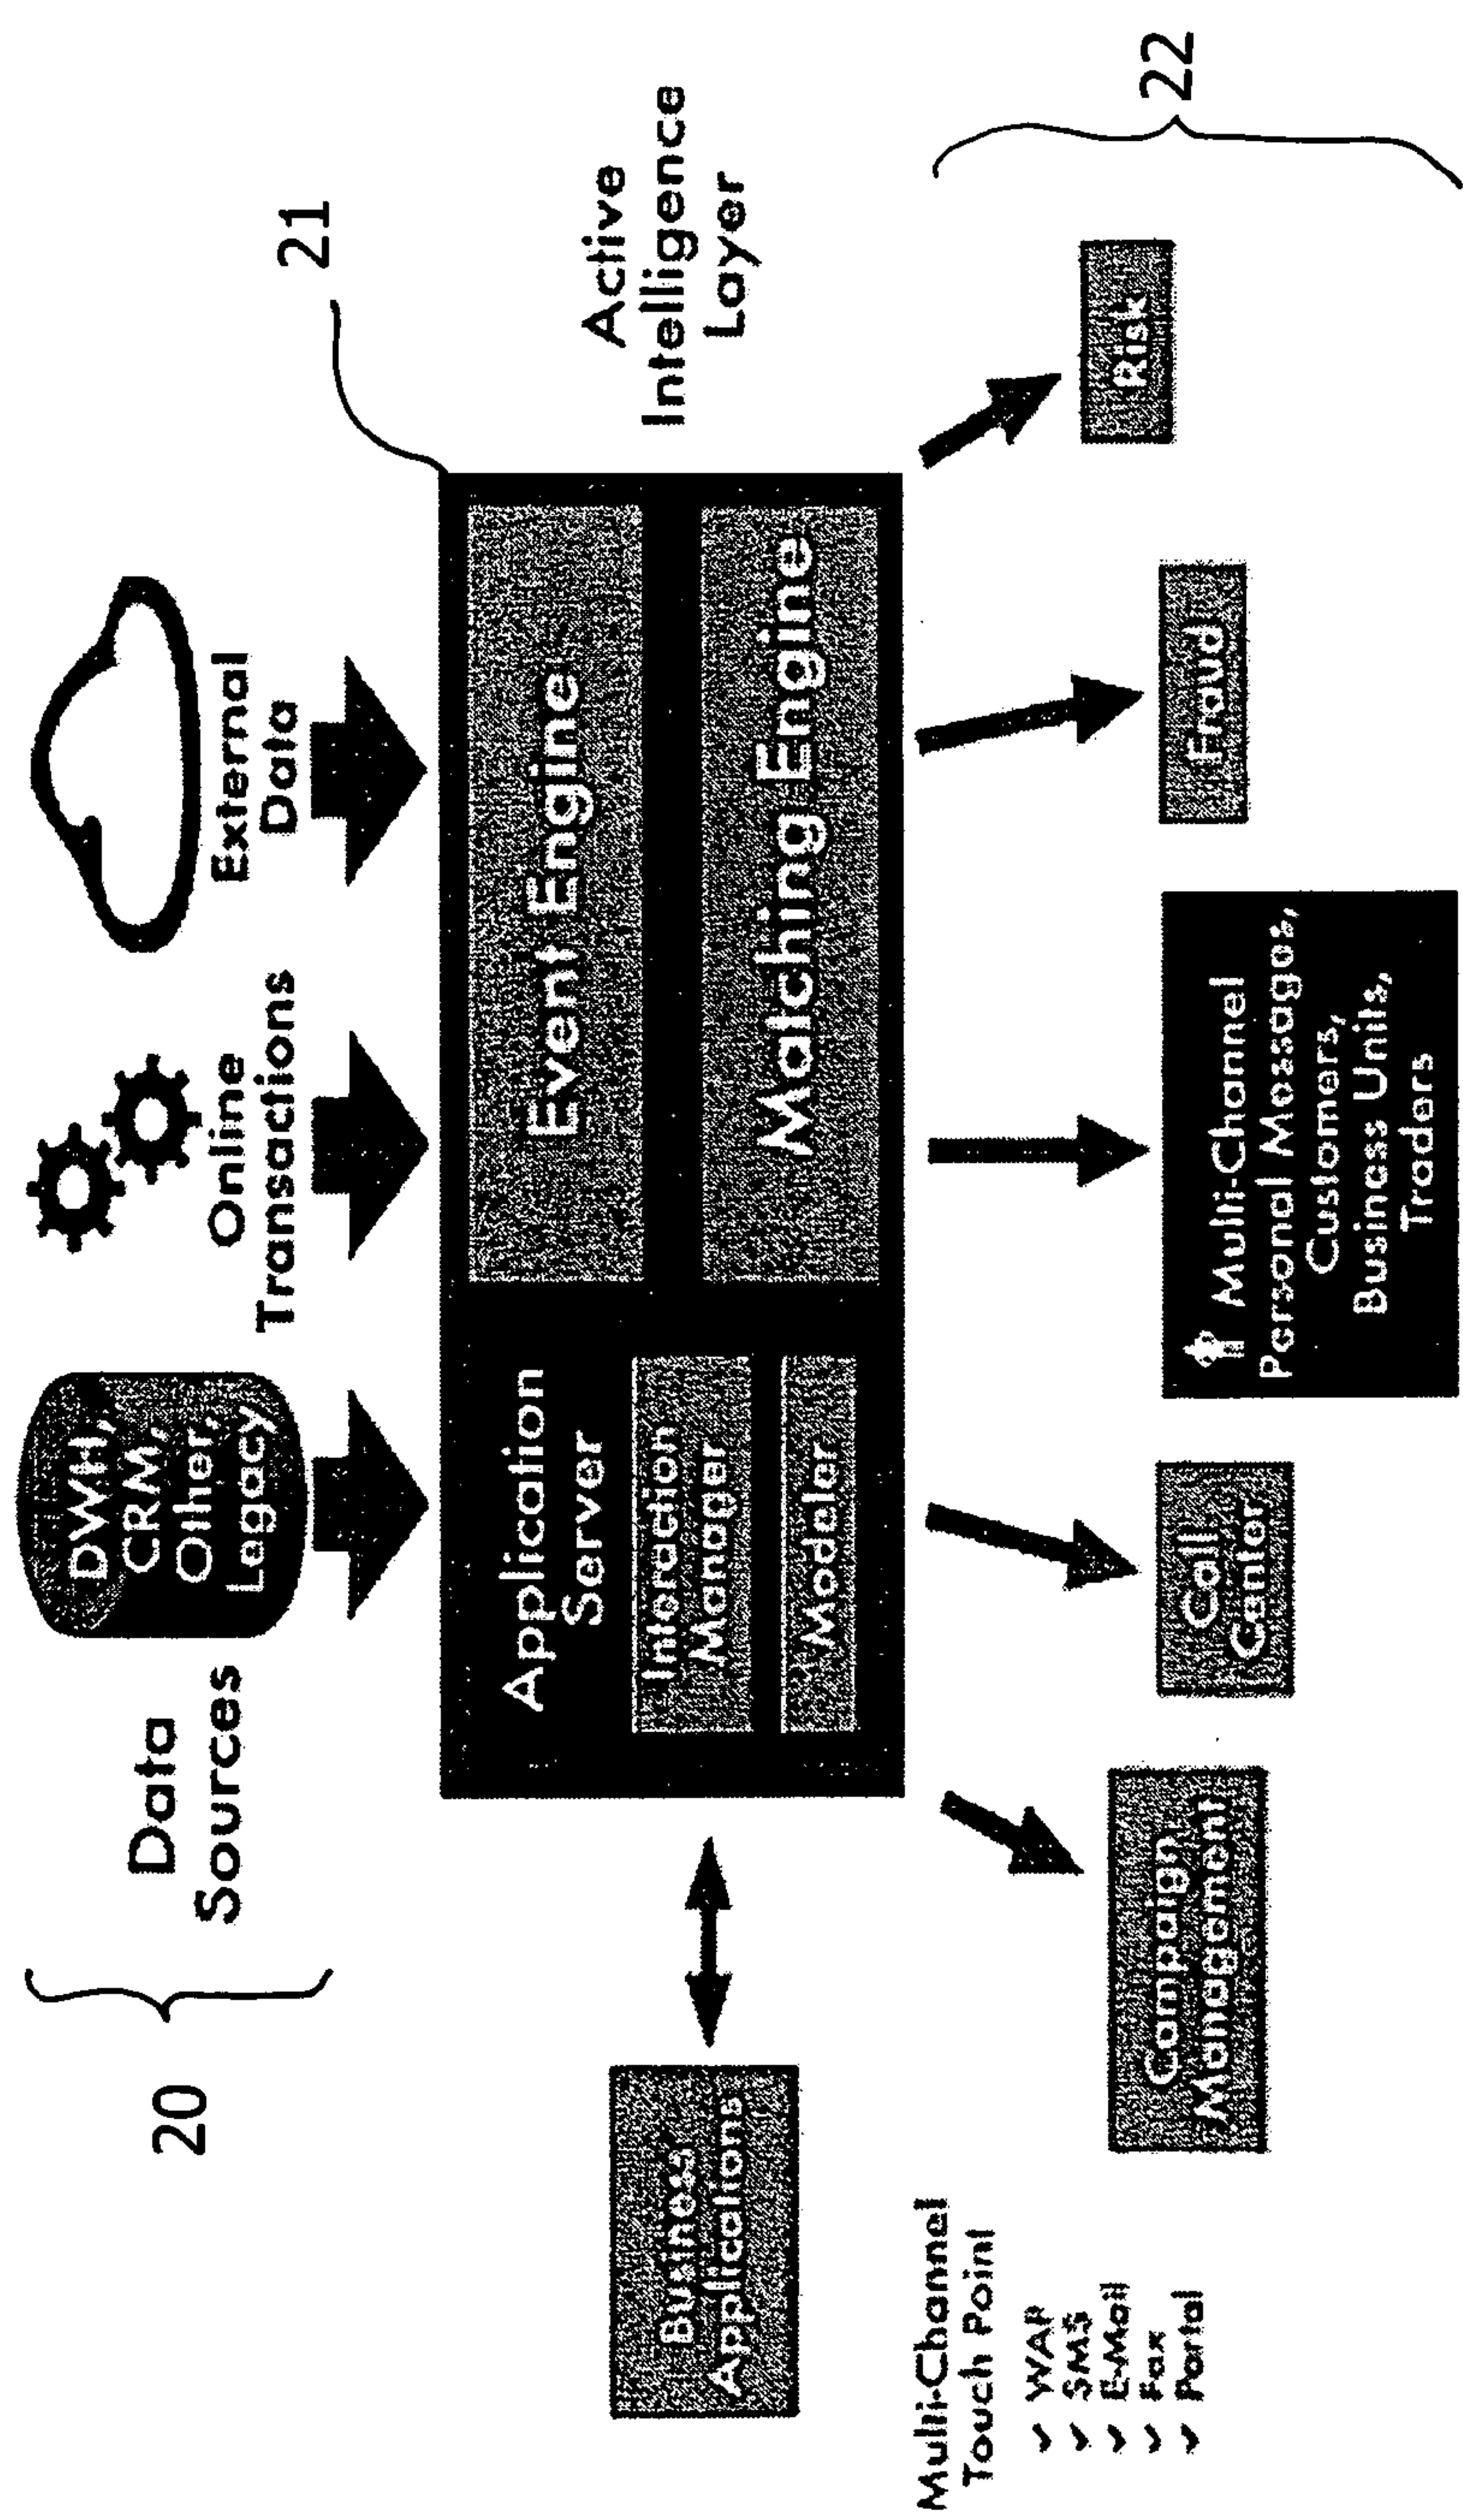 20
Data
Sources
DWH,
CRM,
Other,
Legacy
Online
Transactions
External
Data
21
Application
Server
Interaction
Manager
Modeler
Event Engine
Matching Engine
Active
Intelligence
Layer
Business
Applications
Multi-Channel
Touch Point
✓ WAP
✓ SMS
✓ E-Mail
✓ Fax
✓ Portal
Campaign
Management
Call
Center
Multi-Channel
Personal Messages,
Customers,
Business Units,
Traders
Fraud
Risk
22